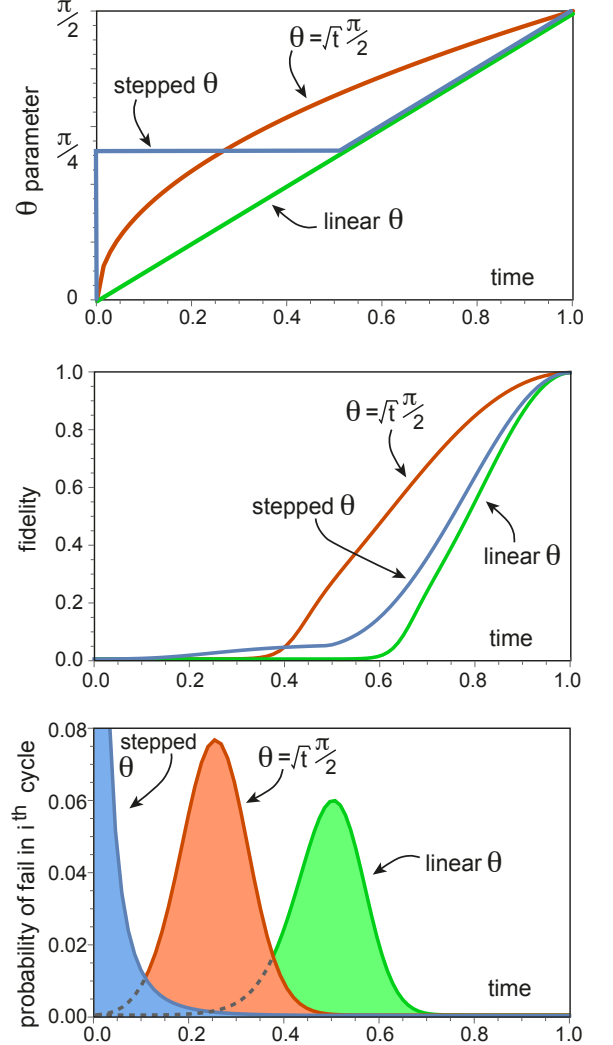 π/2
π/4
0
θ parameter
θ=√t π/2
stepped θ
linear θ
time
0.0 0.2 0.4 0.6 0.8 1.0
1.0
0.8
0.6
0.4
0.2
0.0
fidelity
θ=√t π/2
stepped θ
linear θ
time
0.0 0.2 0.4 0.6 0.8 1.0
0.08
0.06
0.04
0.02
0.00
probability of fail in iᵗʰ cycle
stepped
θ
θ=√t π/2
linear θ
time
0.0 0.2 0.4 0.6 0.8 1.0